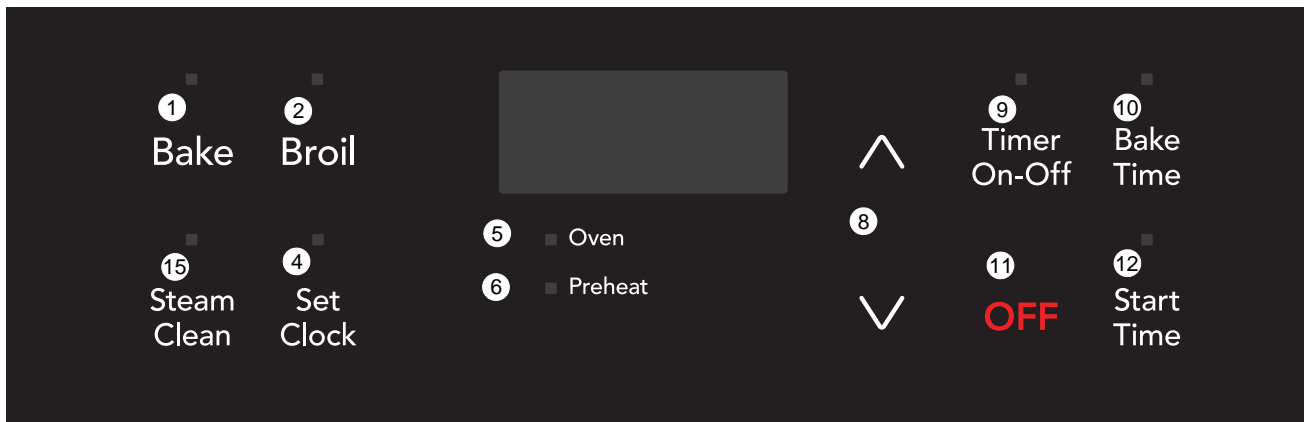 1
Bake
2
Broil
15
Steam
Clean
4
Set
Clock
5 Oven
6 Preheat
8
9
Timer
On-Off
10
Bake
Time
11
OFF
12
Start
Time